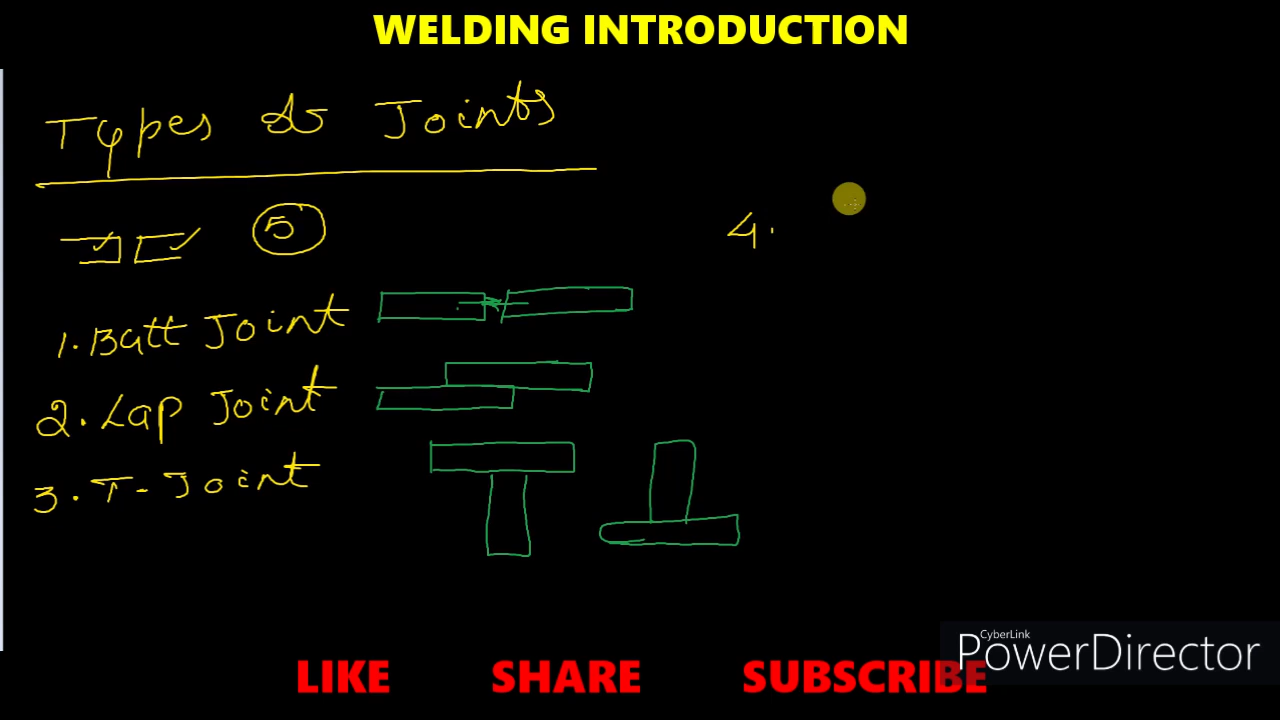 WELDING INTRODUCTION
Types of Joints
5
1. Butt Joint
2. Lap Joint
3. T-Joint
4.
LIKE SHARE SUBSCRIBE
CyberLink
PowerDirector